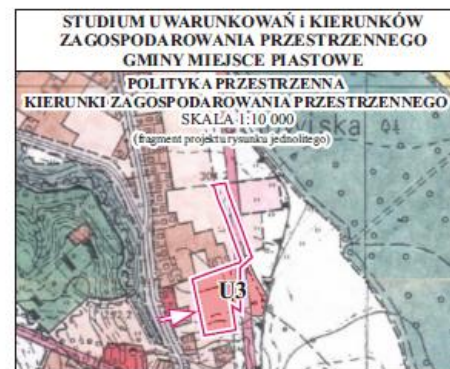 STUDIUM UWARUNKOWAŃ i KIERUNKÓW
ZAGOSPODAROWANIA PRZESTRZENNEGO
GMINY MIEJSCE PIASTOWE
POLITYKA PRZESTRZENNA
KIERUNKI ZAGOSPODAROWANIA PRZESTRZENNEGO
SKALA 1:10 000
(fragment projektu rysunku jednolitego)
U3